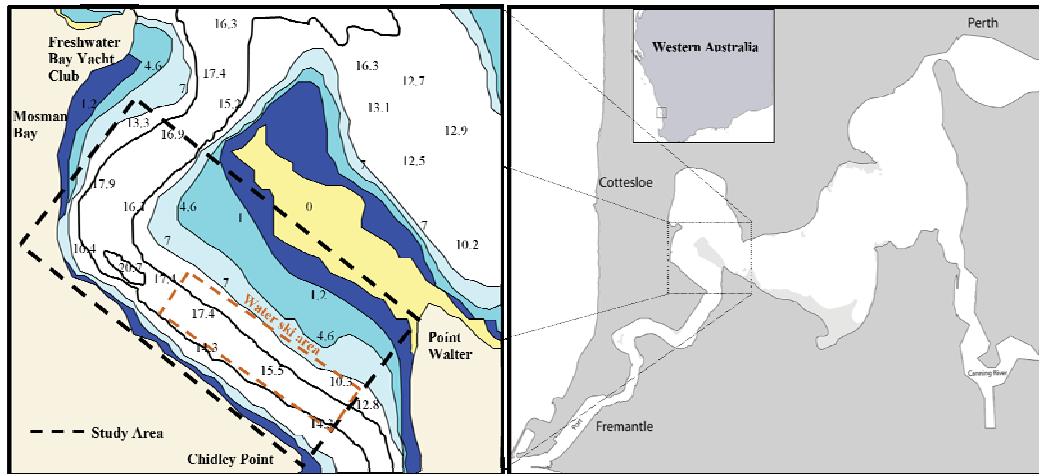 16.3
Freshwater
Bay Yacht
Club
4.6
17.4
16.3
12.7
7
1.2
15.2
13.1
Mosman
Bay
13.3
16.9
12.9
7
12.5
17.9
4.6
16.1
1
0
7
10.2
7
16.4
20.7
17.4
7
1.2
Water ski area
17.4
4.6
Point
Walter
14.3
15.5
10.3
12.8
Study Area
Chidley Point
Western Australia
Perth
Cottesloe
Canning River
Port
Fremantle